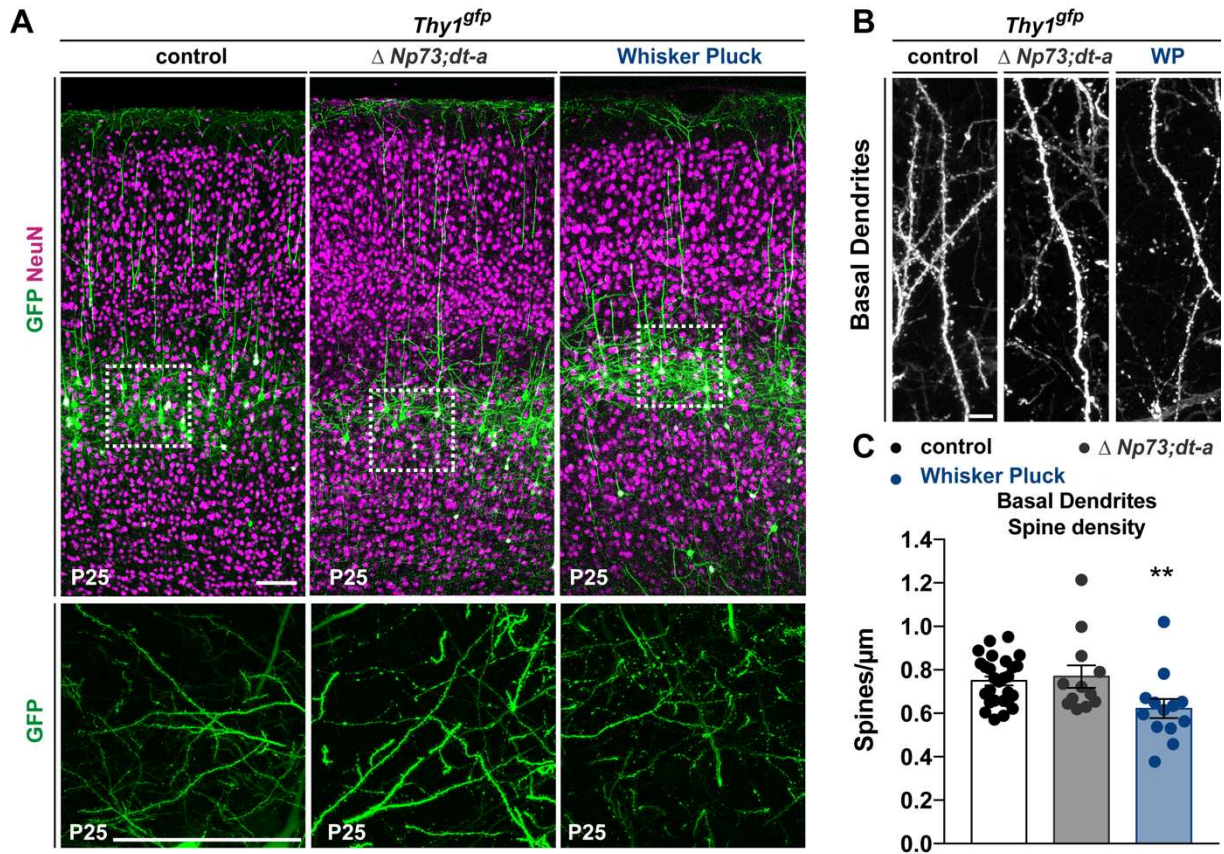 A
Thy1gfp
control
Δ Np73;dt-a
Whisker Pluck
GFP NeuN
P25
P25
P25
GFP
P25
P25
P25
B
Thy1gfp
control
Δ Np73;dt-a
WP
Basal Dendrites
C
control
Δ Np73;dt-a
Whisker Pluck
Basal Dendrites
Spine density
Spines/µm
1.4
1.2
1.0
0.8
0.6
0.4
0.2
0.0
**